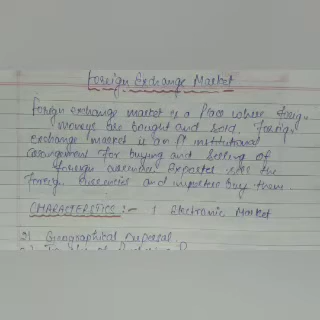 Foreign Exchange Market
foreign exchange market is a place where foreign
moneys are bought and sold. foreign
exchange market is an institutional
arrangement for buying and selling of
foreign currencies. Exporter sells the
foreign currencies and importers buy them.
CHARACTERISTICS :- 1 Electronic Market
2) Geographical Dispersal.